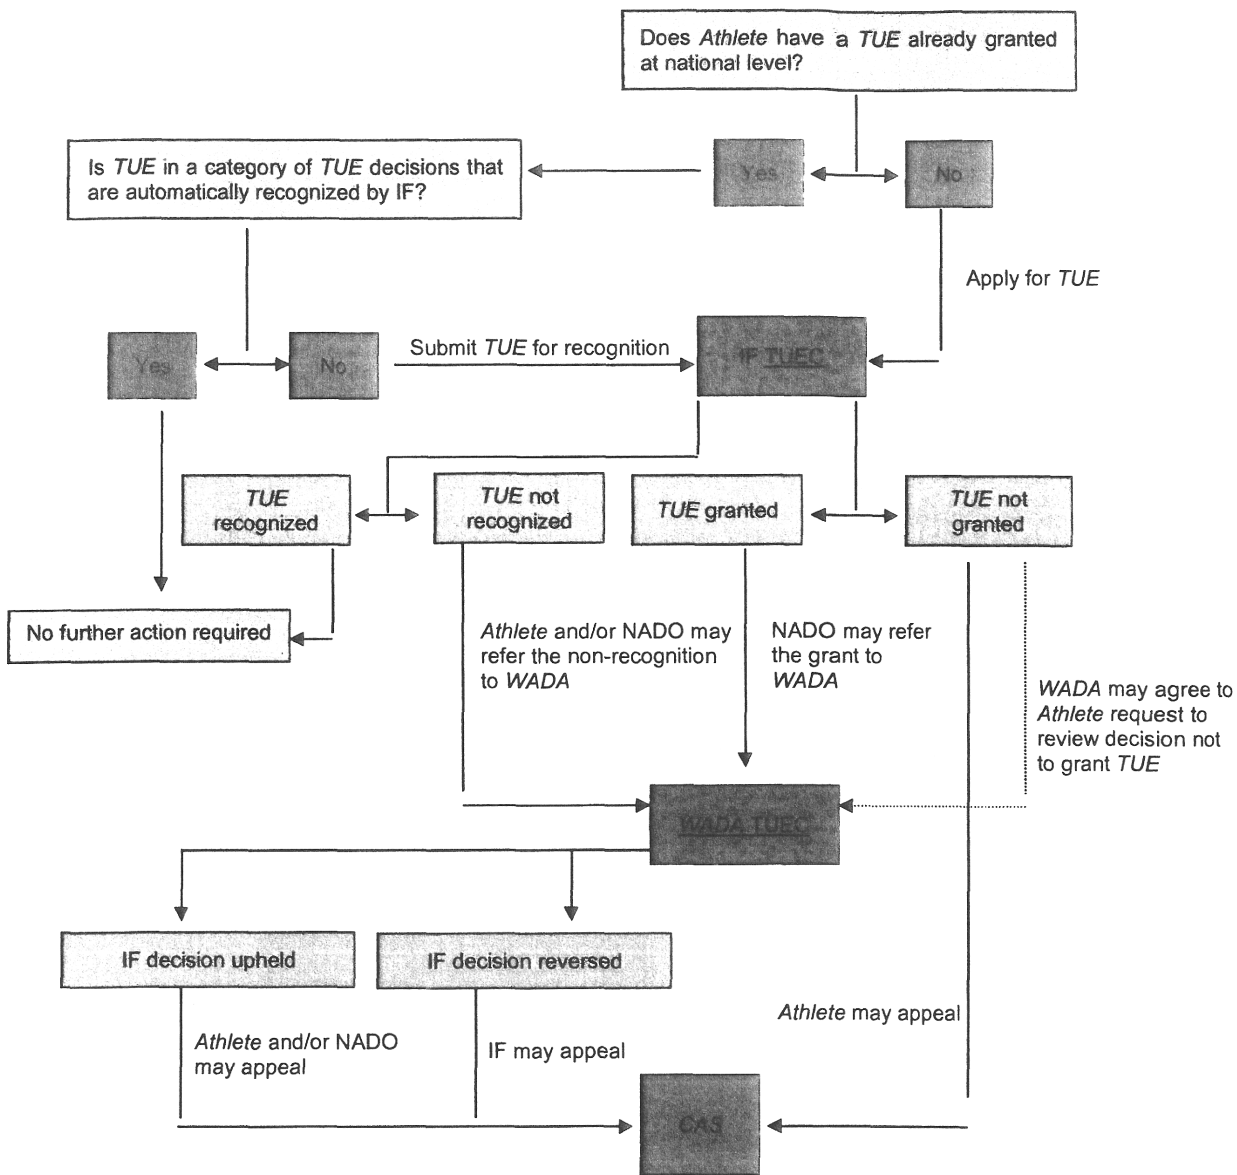 Does Athlete have a TUE already granted
at national level?
Is TUE in a category of TUE decisions that
are automatically recognized by IF?
Yes
No
Apply for TUE
Yes
No
Submit TUE for recognition
IF TUEC
TUE
recognized
TUE not
recognized
TUE granted
TUE not
granted
No further action required
Athlete and/or NADO may
refer the non-recognition
to WADA
NADO may refer
the grant to
WADA
WADA may agree to
Athlete request to
review decision not
to grant TUE
WADA TUEC
IF decision upheld
IF decision reversed
Athlete and/or NADO
may appeal
IF may appeal
Athlete may appeal
CAS